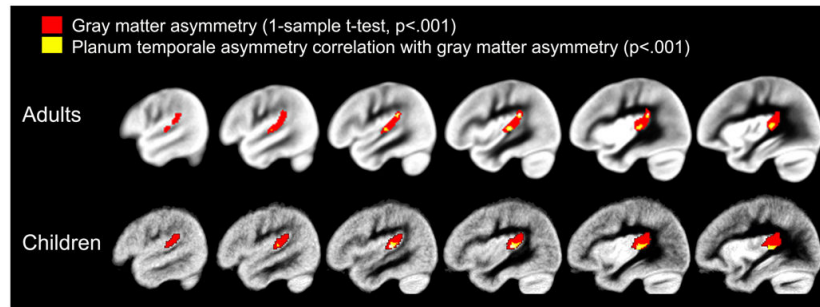 Gray matter asymmetry (1-sample t-test, p<.001)
Planum temporale asymmetry correlation with gray matter asymmetry (p<.001)
Adults
Children